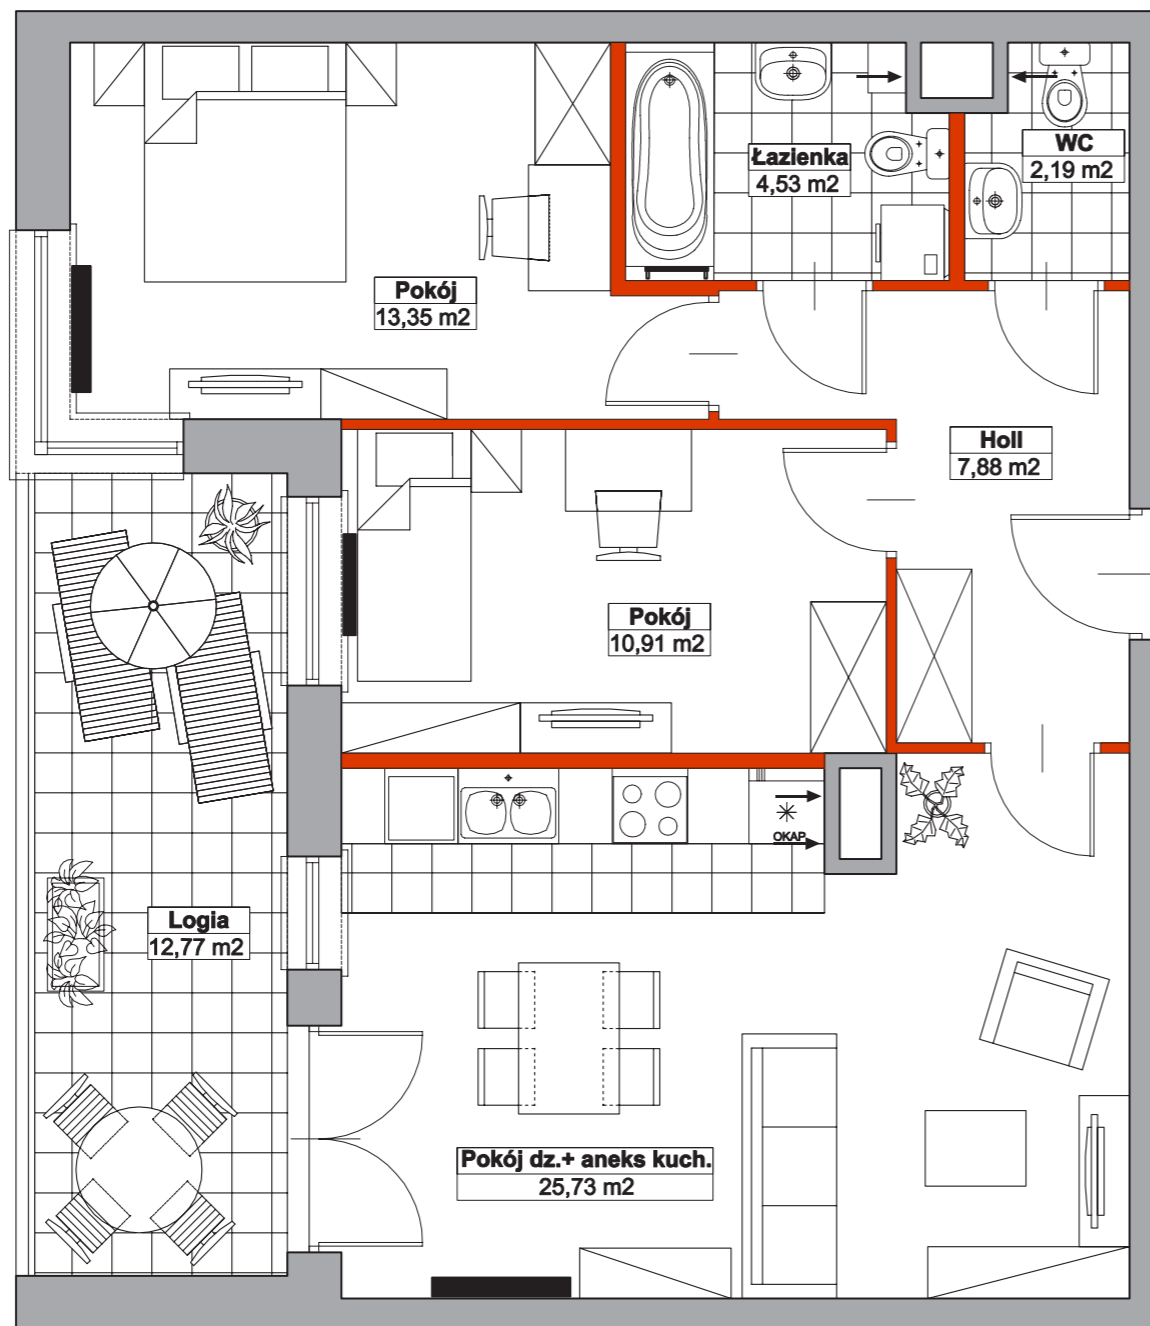 Łazienka
4,53 m2
WC
2,19 m2
Pokój
13,35 m2
Holl
7,88 m2
Pokój
10,91 m2
OKAP
Logia
12,77 m2
Pokój dz.+ aneks kuch.
25,73 m2